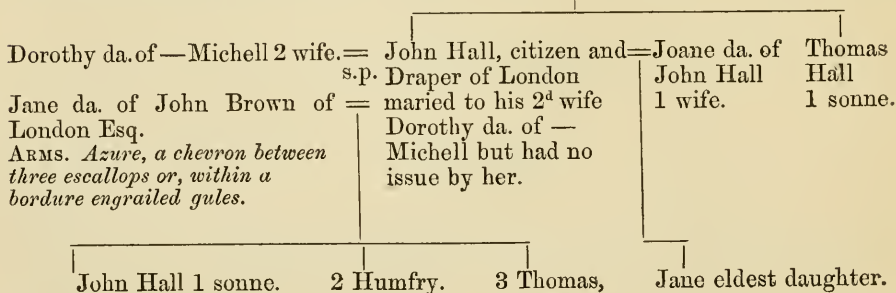 Dorothy da. of — Michell 2 wife. = John Hall, citizen and = Joane da. of Thomas
s.p. Draper of London John Hall Hall
Jane da. of John Brown of = maried to his 2d wife 1 wife. 1 sonne.
London Esq. Dorothy da. of —
ARMS. Azure, a chevron between Michell but had no
three escallops or, within a issue by her.
bordure engrailed gules.
John Hall 1 sonne. 2 Humfry. 3 Thomas, Jane eldest daughter.